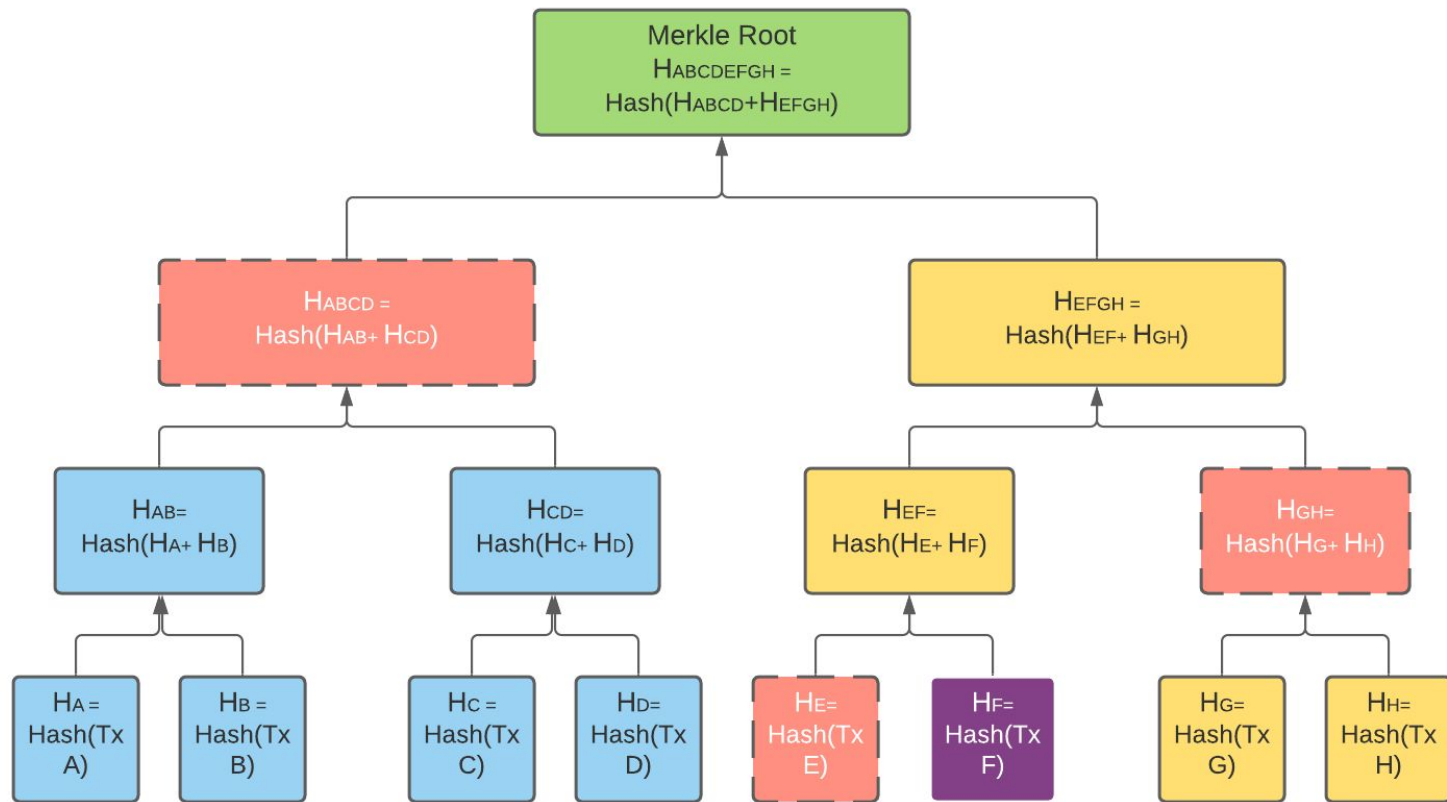 Merkle Root
HABCDEFGH =
Hash(HABCD+HEFGH)
HABCD =
Hash(HAB+ HCD)
HEFGH =
Hash(HEF+ HGH)
HAB=
Hash(HA+ HB)
HCD=
Hash(HC+ HD)
HEF=
Hash(HE+ HF)
HGH=
Hash(HG+ HH)
HA =
Hash(Tx
A)
HB =
Hash(Tx
B)
HC =
Hash(Tx
C)
HD=
Hash(Tx
D)
HE=
Hash(Tx
E)
HF=
Hash(Tx
F)
HG=
Hash(Tx
G)
HH=
Hash(Tx
H)